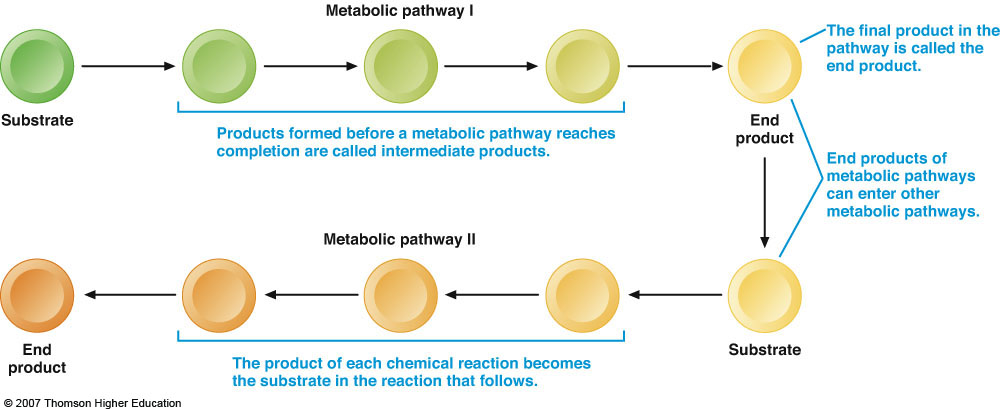 Metabolic pathway I
The final product in the
pathway is called the
end product.
Substrate
End
product
Products formed before a metabolic pathway reaches
completion are called intermediate products.
End products of
metabolic pathways
can enter other
metabolic pathways.
Metabolic pathway II
End
product
Substrate
The product of each chemical reaction becomes
the substrate in the reaction that follows.
© 2007 Thomson Higher Education